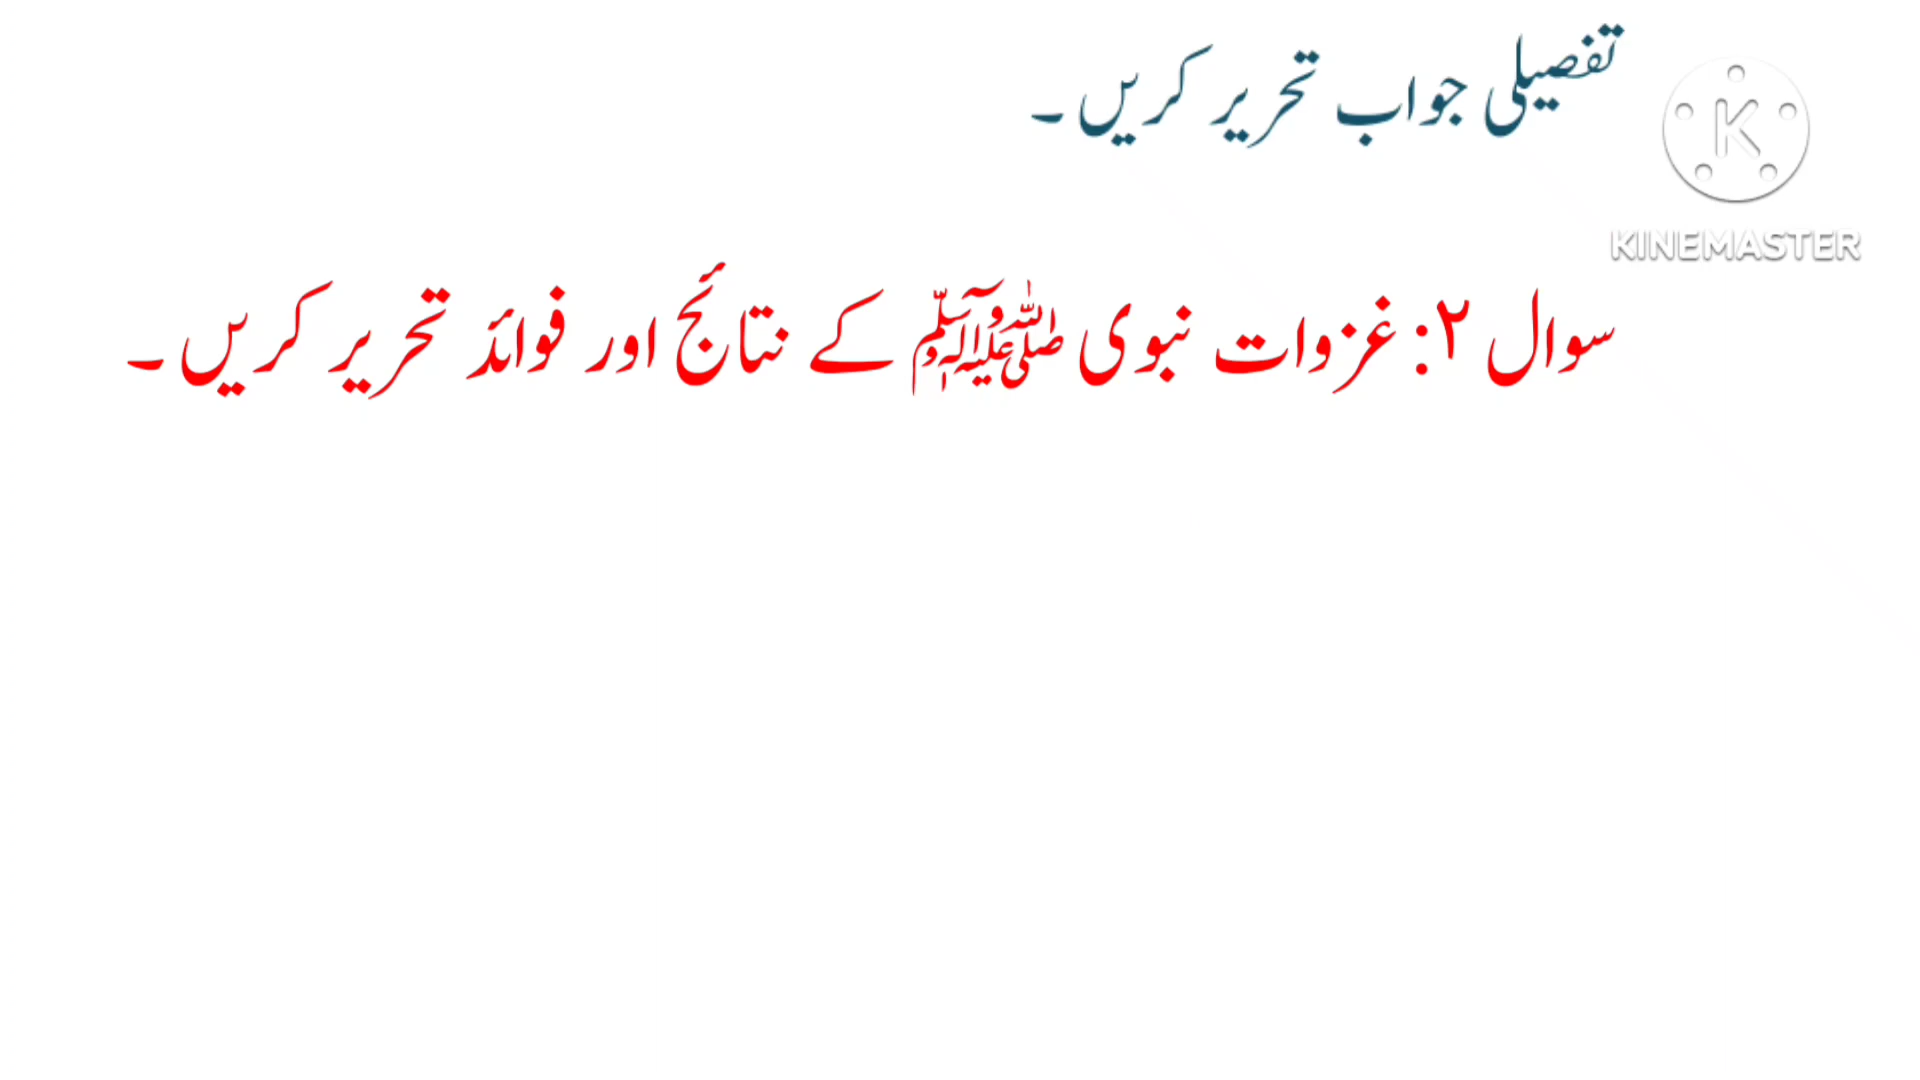 تفصیلی جواب تحریر کریں۔
K
KINEMASTER
سوال ۲: غزوات نبوی ﷺ کے نتائج اور فوائد تحریر کریں۔